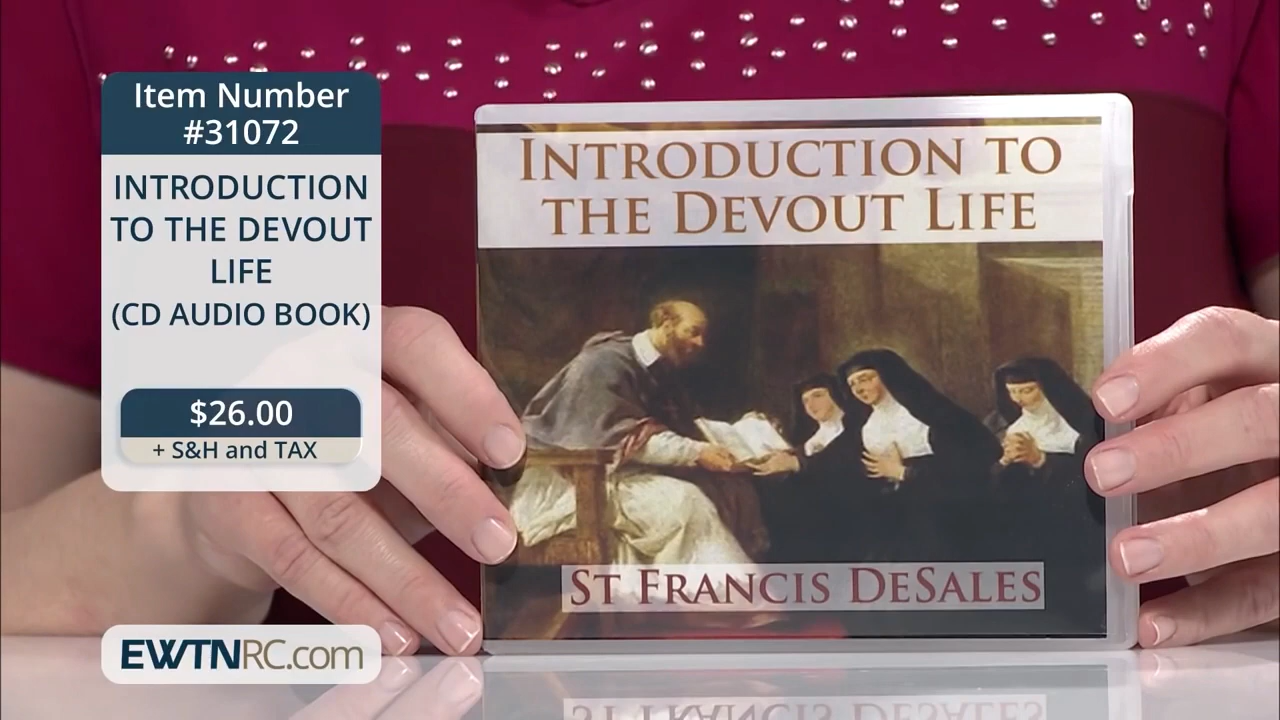 Item Number
#31072
INTRODUCTION
TO THE DEVOUT
LIFE
(CD AUDIO BOOK)
$26.00
+ S&H and TAX
EWTNRC.com
INTRODUCTION TO
THE DEVOUT LIFE
ST FRANCIS DESALES